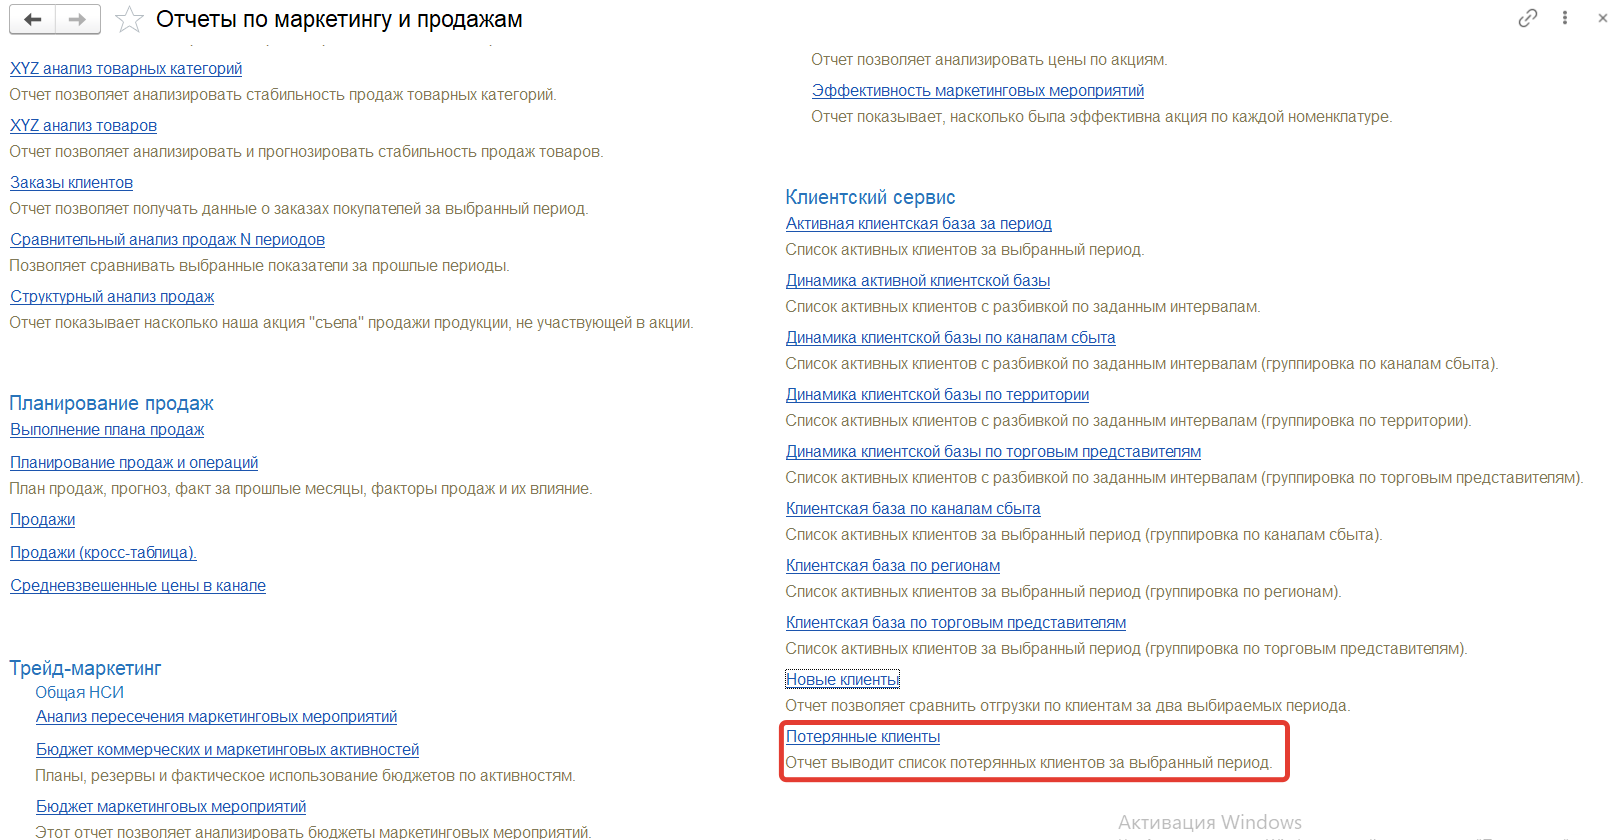 Отчеты по маркетингу и продажам
XYZ анализ товарных категорий
Отчет позволяет анализировать стабильность продаж товарных категорий.
XYZ анализ товаров
Отчет позволяет анализировать и прогнозировать стабильность продаж товаров.
Заказы клиентов
Отчет позволяет получать данные о заказах покупателей за выбранный период.
Сравнительный анализ продаж N периодов
Позволяет сравнивать выбранные показатели за прошлые периоды.
Структурный анализ продаж
Отчет показывает насколько наша акция "съела" продажи продукции, не участвующей в акции.
Планирование продаж
Выполнение плана продаж
Планирование продаж и операций
План продаж, прогноз, факт за прошлые месяцы, факторы продаж и их влияние.
Продажи
Продажи (кросс-таблица).
Средневзвешенные цены в канале
Трейд-маркетинг
Общая НСИ
Анализ пересечения маркетинговых мероприятий
Бюджет коммерческих и маркетинговых активностей
Планы, резервы и фактическое использование бюджетов по активностям.
Бюджет маркетинговых мероприятий
Этот отчет позволяет анализировать бюджеты маркетинговых мероприятий.
Отчет позволяет анализировать цены по акциям.
Эффективность маркетинговых мероприятий
Отчет показывает, насколько была эффективна акция по каждой номенклатуре.
Клиентский сервис
Активная клиентская база за период
Список активных клиентов за выбранный период.
Динамика активной клиентской базы
Список активных клиентов с разбивкой по заданным интервалам.
Динамика клиентской базы по каналам сбыта
Список активных клиентов с разбивкой по заданным интервалам (группировка по каналам сбыта).
Динамика клиентской базы по территории
Список активных клиентов с разбивкой по заданным интервалам (группировка по территории).
Динамика клиентской базы по торговым представителям
Список активных клиентов с разбивкой по заданным интервалам (группировка по торговым представителям).
Клиентская база по каналам сбыта
Список активных клиентов за выбранный период (группировка по каналам сбыта).
Клиентская база по регионам
Список активных клиентов за выбранный период (группировка по регионам).
Клиентская база по торговым представителям
Список активных клиентов за выбранный период (группировка по торговым представителям).
Новые клиенты
Отчет позволяет сравнить отгрузки по клиентам за два выбираемых периода.
Потерянные клиенты
Отчет выводит список потерянных клиентов за выбранный период.
Активация Windows